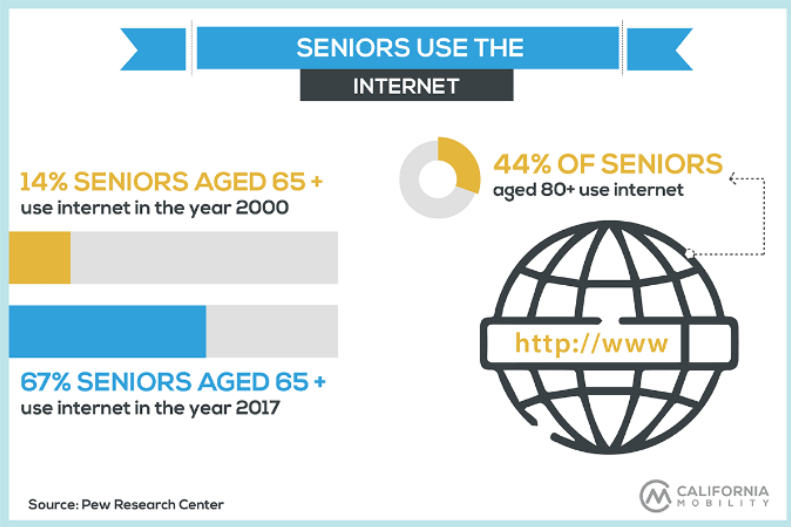 SENIORS USE THE
INTERNET
14% SENIORS AGED 65 +
use internet in the year 2000
44% OF SENIORS
aged 80+ use internet
http://www
67% SENIORS AGED 65 +
use internet in the year 2017
Source: Pew Research Center
CALIFORNIA
MOBILITY